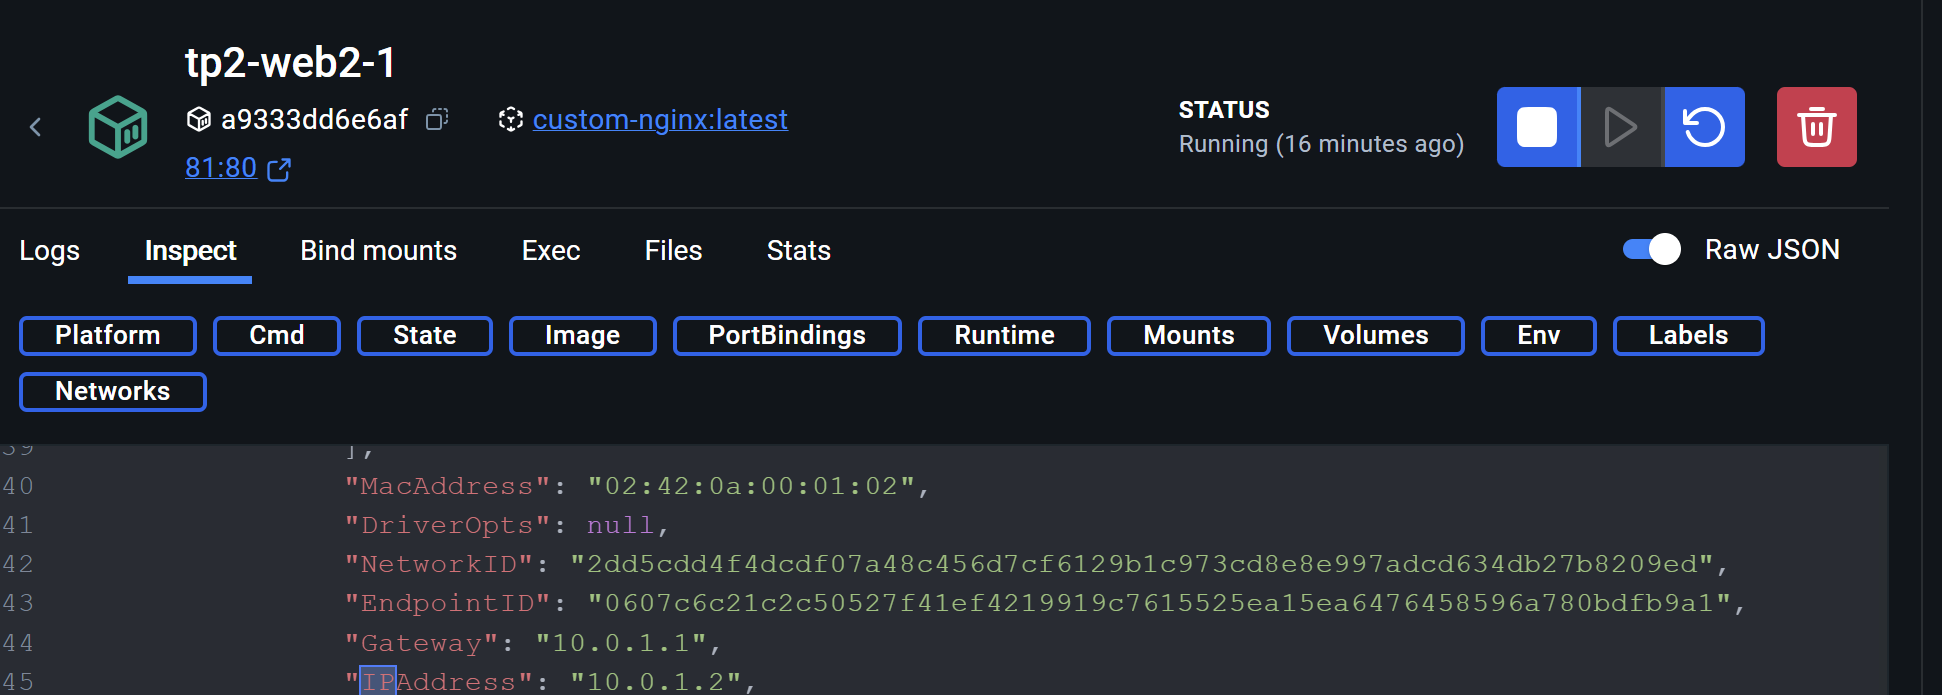 tp2-web2-1
a9333dd6e6af custom-nginx:latest
81:80
STATUS
Running (16 minutes ago)
Logs Inspect Bind mounts Exec Files Stats Raw JSON
Platform Cmd State Image PortBindings Runtime Mounts Volumes Env Labels
Networks
39 ],
40 "MacAddress": "02:42:0a:00:01:02",
41 "DriverOpts": null,
42 "NetworkID": "2dd5cdd4f4dcdf07a48c456d7cf6129b1c973cd8e8e997adcd634db27b8209ed",
43 "EndpointID": "0607c6c21c2c50527f41ef4219919c7615525ea15ea6476458596a780bdfb9a1",
44 "Gateway": "10.0.1.1",
45 "IPAddress": "10.0.1.2",